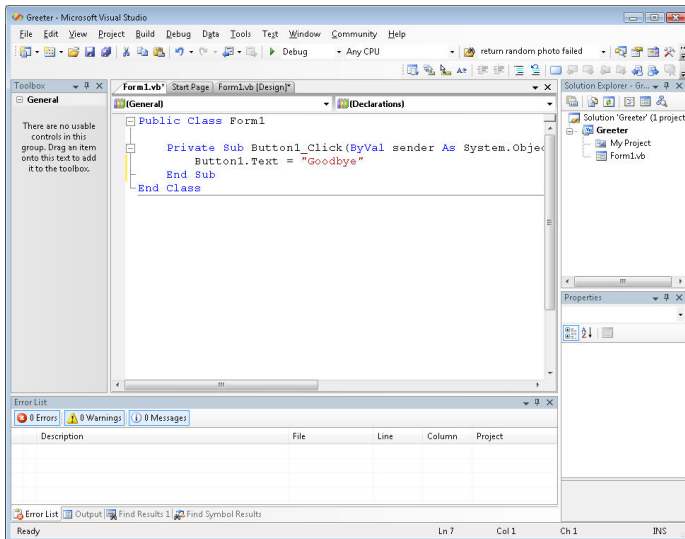 Greeter - Microsoft Visual Studio
File Edit View Project Build Debug Data Tools Test Window Community Help
Debug Any CPU return random photo failed
Toolbox
General
There are no usable
controls in this
group. Drag an item
onto this text to add
it to the toolbox.
Form1.vb* Start Page Form1.vb [Design]*
(General) (Declarations)
Public Class Form1
Private Sub Button1_Click(ByVal sender As System.Objec
Button1.Text = "Goodbye"
End Sub
End Class
Solution Explorer - Gr...
Solution 'Greeter' (1 project
Greeter
My Project
Form1.vb
Properties
Error List
0 Errors 0 Warnings 0 Messages
Description File Line Column Project
Error List Output Find Results 1 Find Symbol Results
Ready Ln 7 Col 1 Ch 1 INS